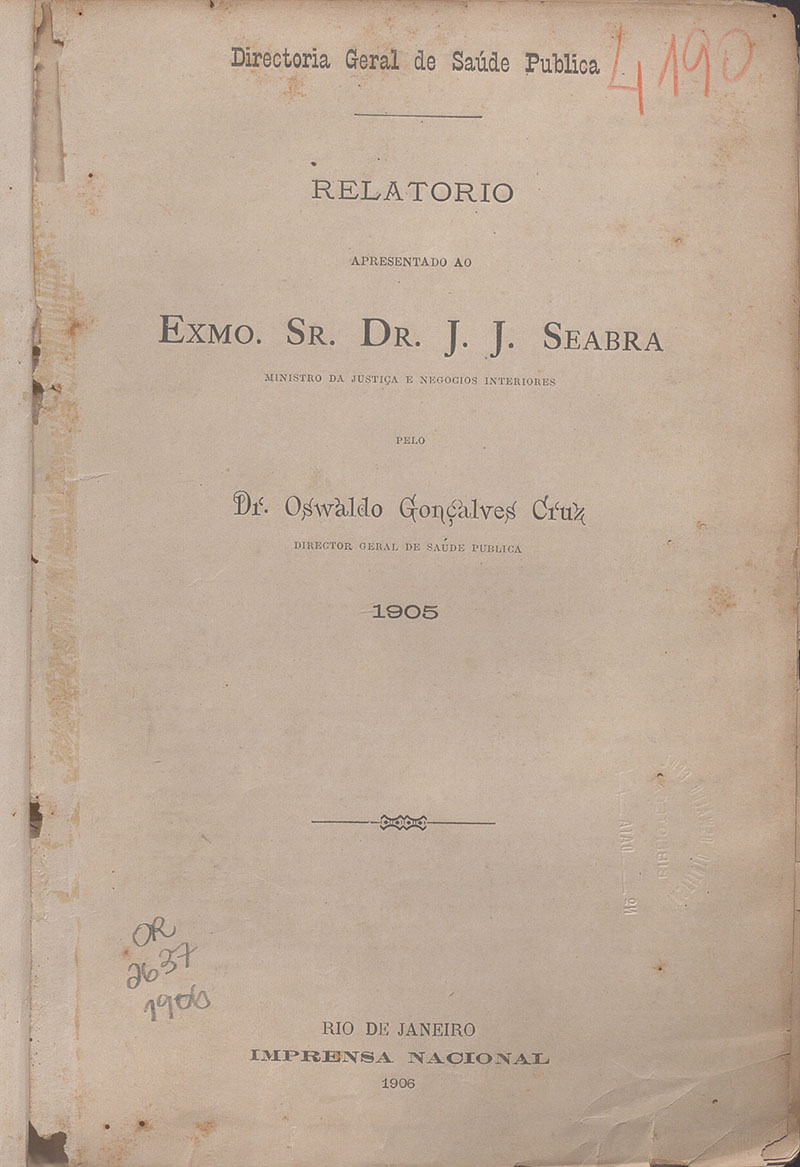 Directoria Geral de Saúde Publica
4190
RELATORIO
APRESENTADO AO
EXMO. SR. DR. J. J. SEABRA
MINISTRO DA JUSTIÇA E NEGOCIOS INTERIORES
PELO
Dr. Oswaldo Gonçalves Cruz
DIRECTOR GERAL DE SAÚDE PUBLICA
1905
OR
2637
1906
RIO DE JANEIRO
IMPRENSA NACIONAL
1906